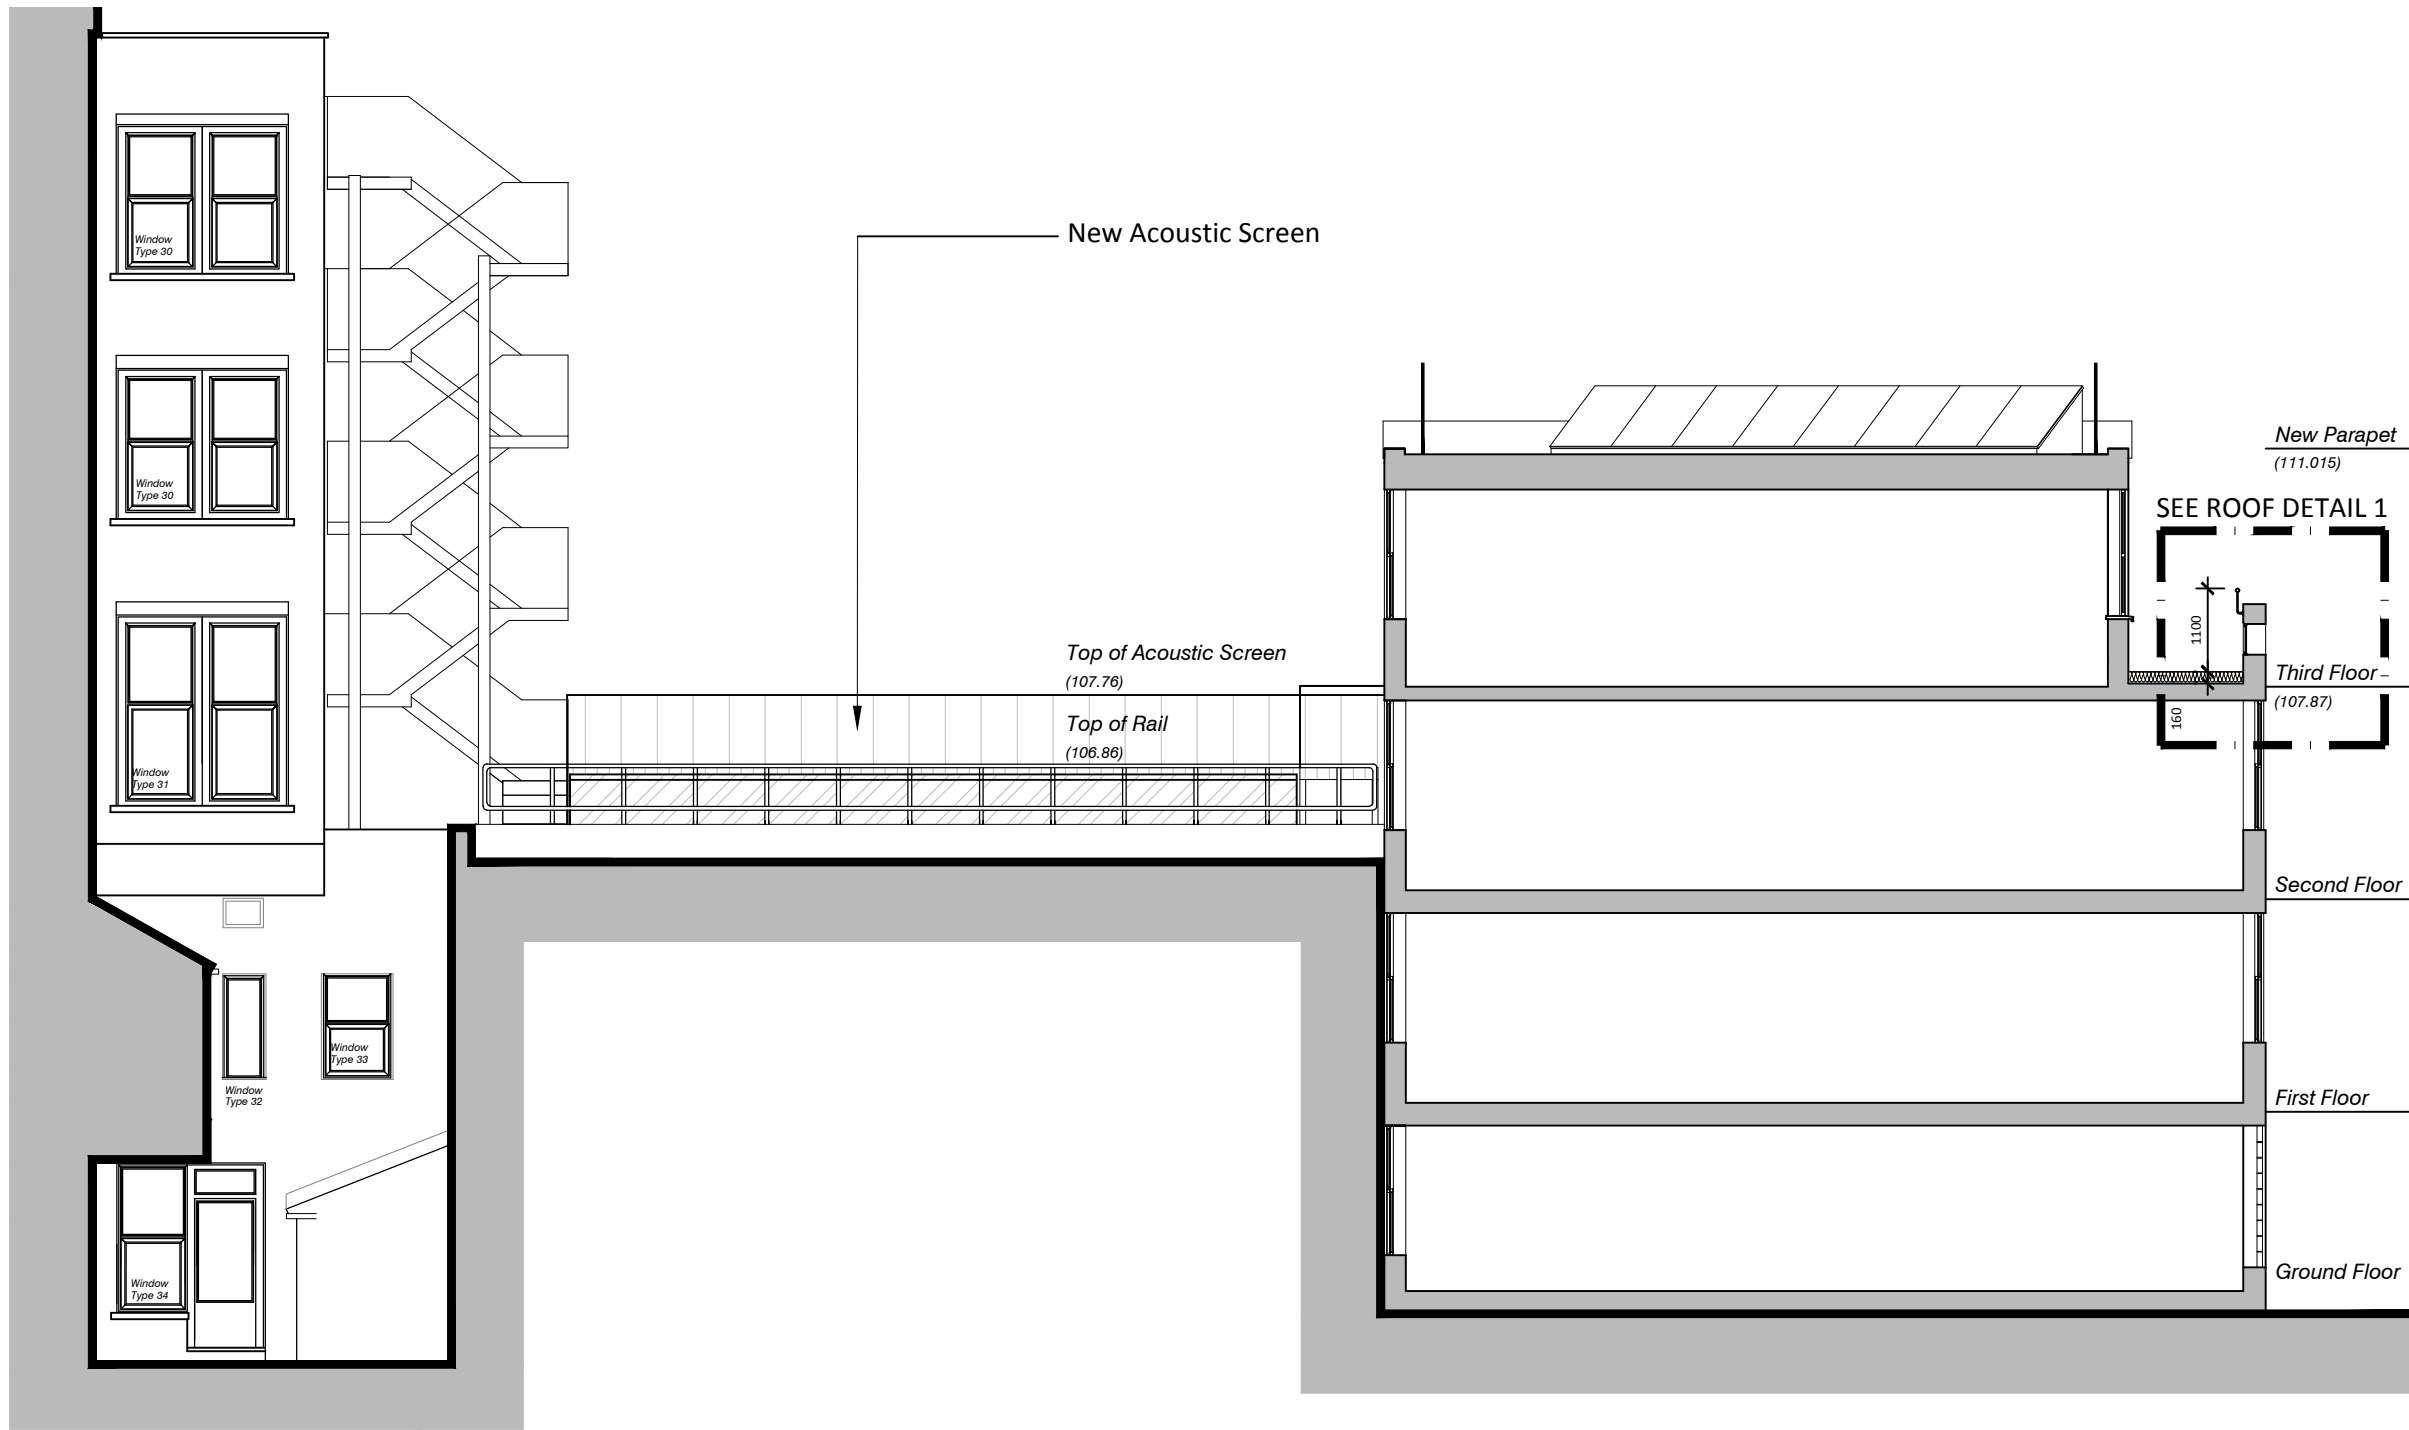 Window
Type 30
New Acoustic Screen
New Parapet
(111.015)
Window
Type 30
SEE ROOF DETAIL 1
1100
Top of Acoustic Screen
(107.76)
Third Floor
(107.87)
160
Top of Rail
(106.86)
Window
Type 31
Second Floor
Window
Type 33
Window
Type 32
First Floor
Window
Type 34
Ground Floor